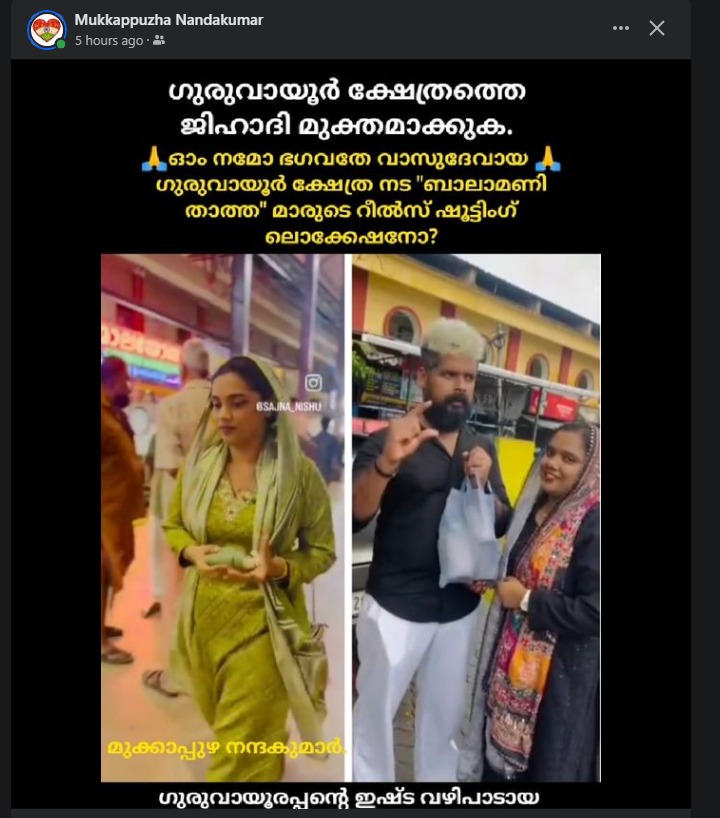 Mukkappuzha Nandakumar
5 hours ago ·
ഗുരുവായൂർ ക്ഷേത്രത്തെ
ജിഹാദി മുക്തമാക്കുക.
🙏ഓം നമോ ഭഗവതേ വാസുദേവായ 🙏
ഗുരുവായൂർ ക്ഷേത്ര നട "ബാലാമണി
താത്ത" മാരുടെ റീൽസ് ഷൂട്ടിംഗ്
ലൊക്കേഷനോ?
@SAJNA_NISHU
മുക്കാപ്പുഴ നന്ദകുമാർ.
ഗുരുവായൂരപ്പന്റെ ഇഷ്ട വഴിപാടായ